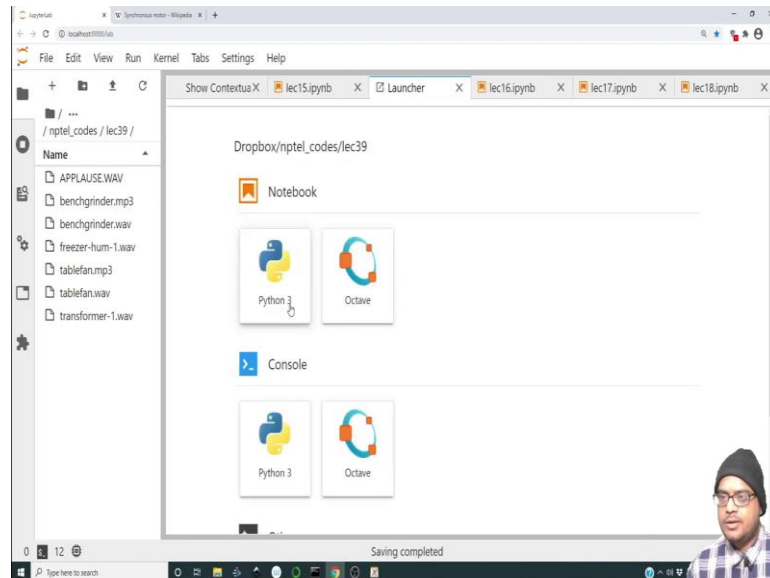 JupyterLab Synchronous motor - Wikipedia
localhost:8888/lab
File Edit View Run Kernel Tabs Settings Help
Show Contextua lec15.ipynb Launcher lec16.ipynb lec17.ipynb lec18.ipynb
/ ...
/ nptel_codes / lec39 /
Name
APPLAUSE.WAV
benchgrinder.mp3
benchgrinder.wav
freezer-hum-1.wav
tablefan.mp3
tablefan.wav
transformer-1.wav
Dropbox/nptel_codes/lec39
Notebook
Python 3 Octave
Console
Python 3 Octave
0 12 Saving completed
Type here to search